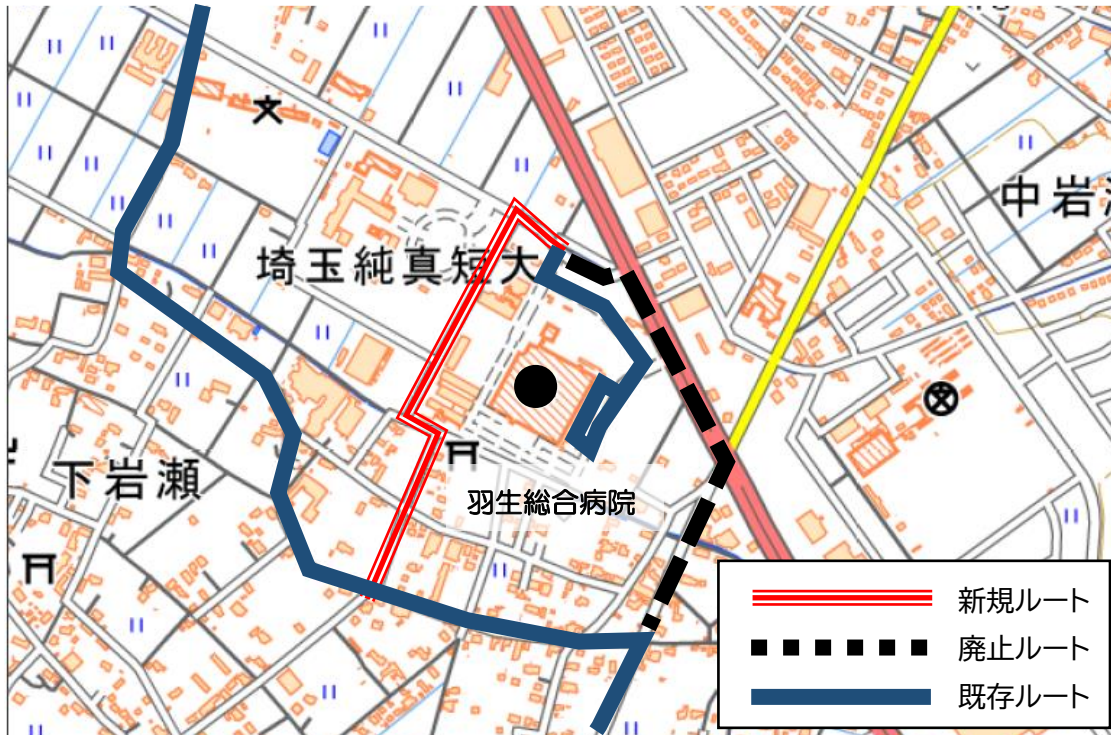 埼玉純真短大
中岩
下岩瀬
羽生総合病院
新規ルート
廃止ルート
既存ルート